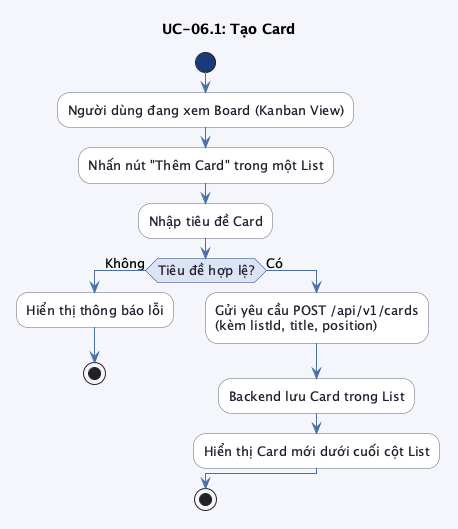 UC-06.1: Tạo Card
Người dùng đang xem Board (Kanban View)
Nhấn nút "Thêm Card" trong một List
Nhập tiêu đề Card
Tiêu đề hợp lệ?
Không
Có
Hiển thị thông báo lỗi
Gửi yêu cầu POST /api/v1/cards
(kèm listId, title, position)
Backend lưu Card trong List
Hiển thị Card mới dưới cuối cột List